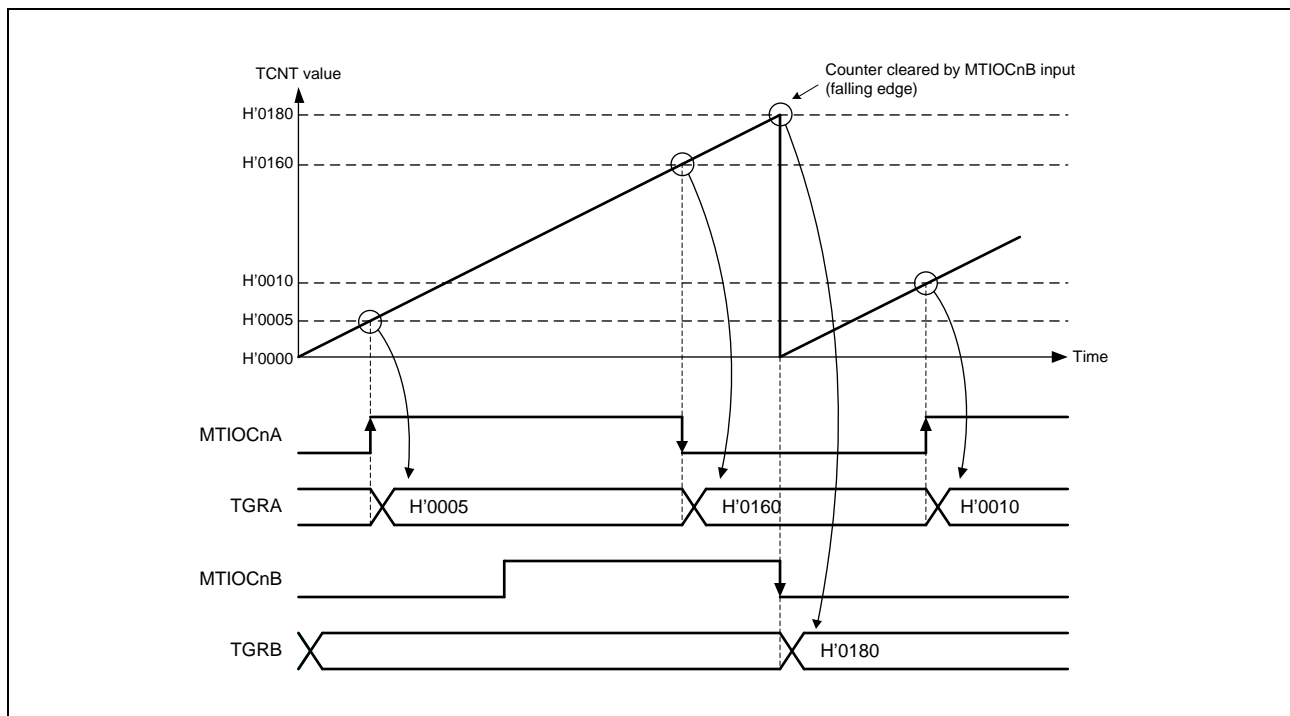 TCNT value
Counter cleared by MTIOCnB input
(falling edge)
H'0180
H'0160
H'0010
H'0005
H'0000
Time
MTIOCnA
TGRA
H'0005
H'0160
H'0010
MTIOCnB
TGRB
H'0180